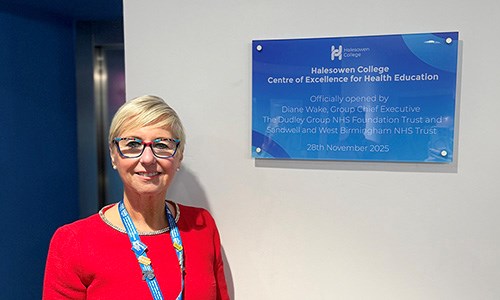 Halesowen
College
Halesowen College
Centre of Excellence for Health Education
Officially opened by
Diane Wake, Group Chief Executive
The Dudley Group NHS Foundation Trust and
Sandwell and West Birmingham NHS Trust
28th November 2025